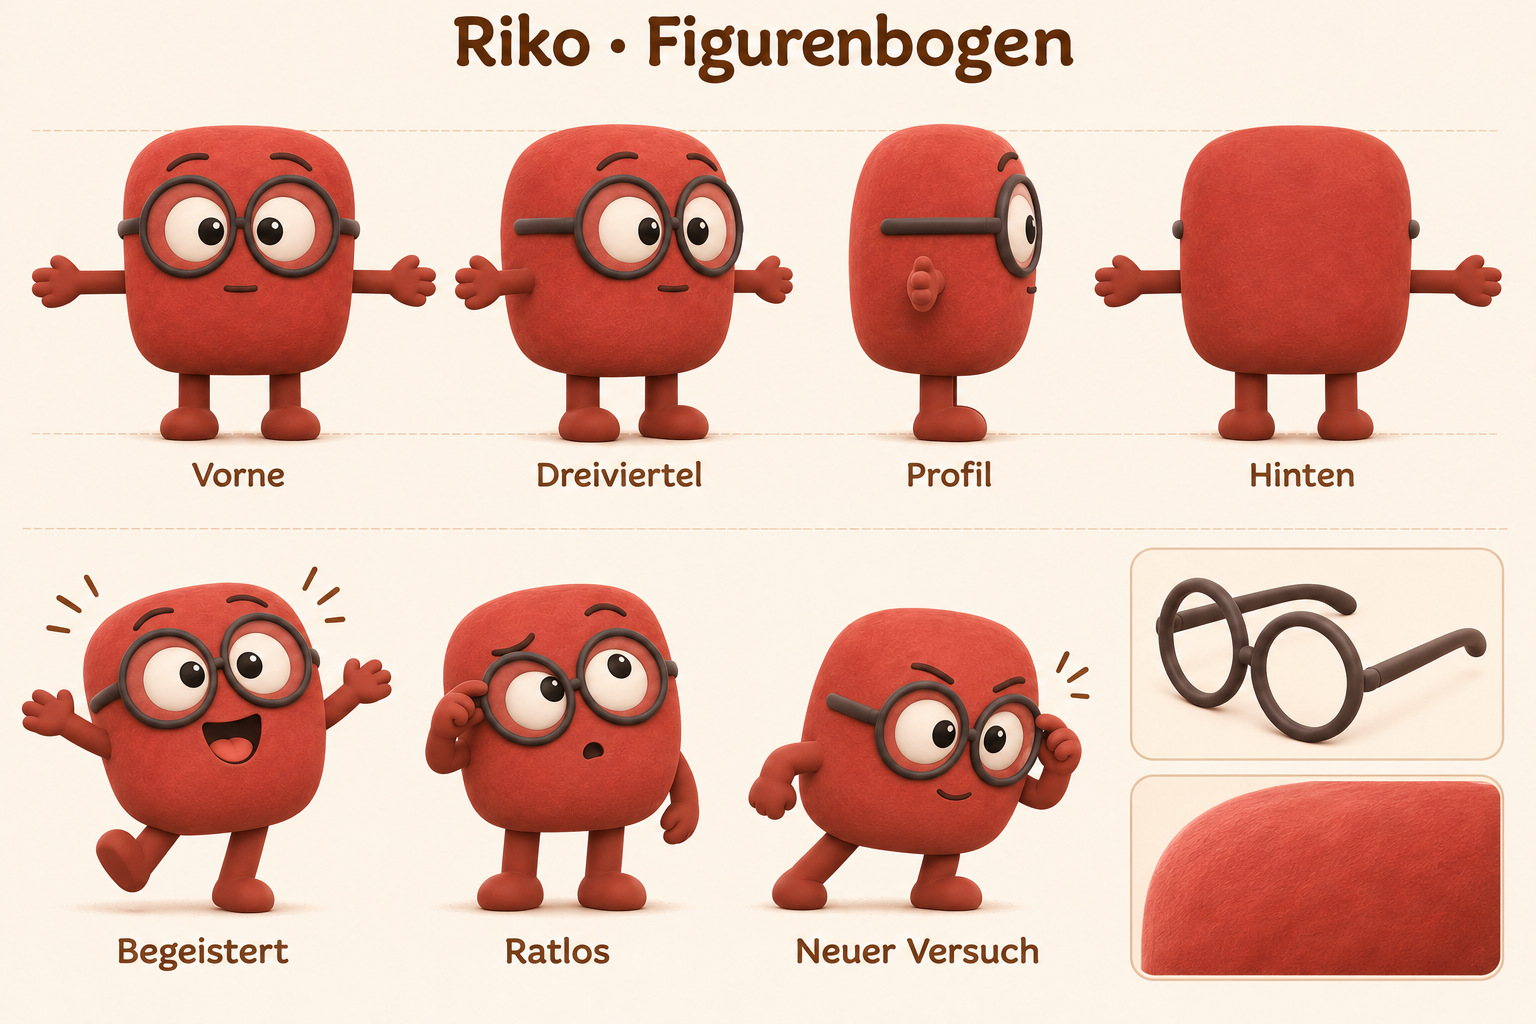 Riko • Figurenbogen
Vorne
Dreiviertel
Profil
Hinten
Begeistert
Ratlos
Neuer Versuch